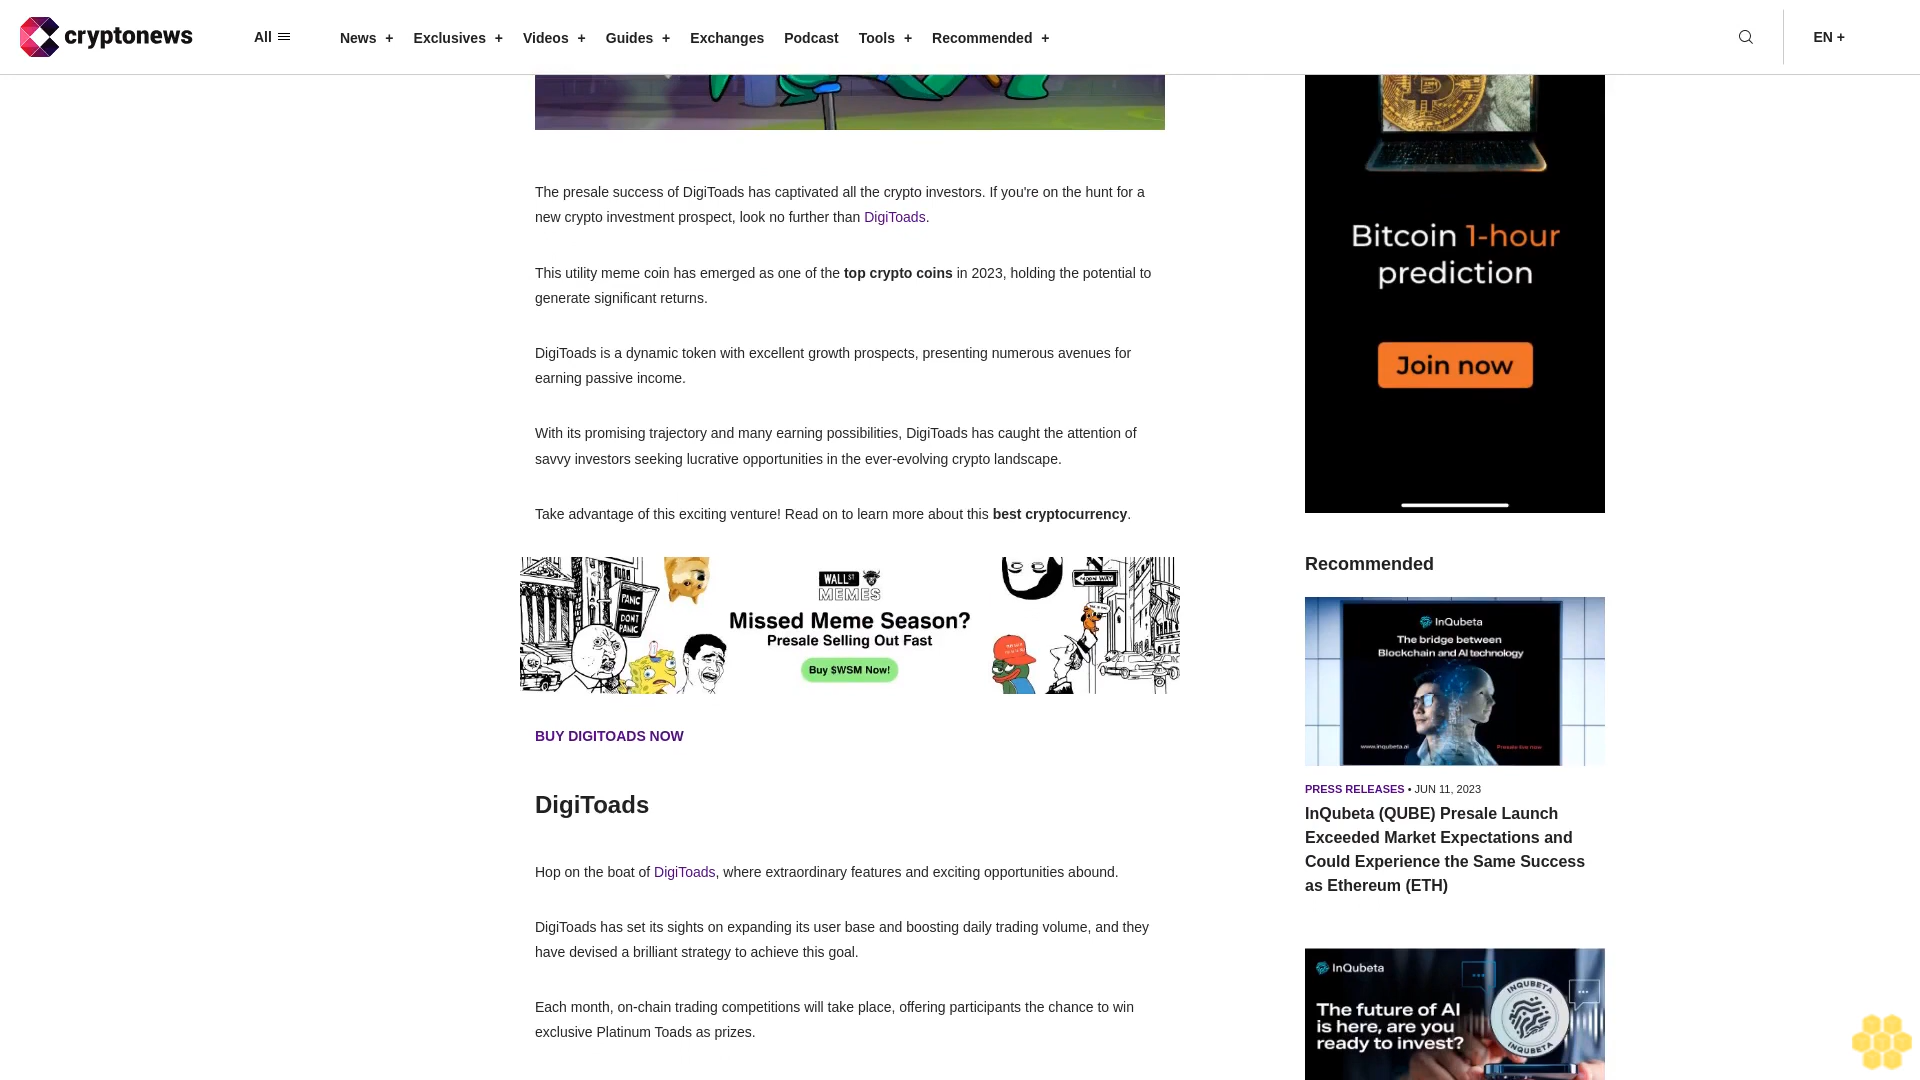 cryptonews
All
News +
Exclusives +
Videos +
Guides +
Exchanges
Podcast
Tools +
Recommended +
EN +
The presale success of DigiToads has captivated all the crypto investors. If you're on the hunt for a
new crypto investment prospect, look no further than DigiToads.
This utility meme coin has emerged as one of the top crypto coins in 2023, holding the potential to
generate significant returns.
DigiToads is a dynamic token with excellent growth prospects, presenting numerous avenues for
earning passive income.
With its promising trajectory and many earning possibilities, DigiToads has caught the attention of
savvy investors seeking lucrative opportunities in the ever-evolving crypto landscape.
Take advantage of this exciting venture! Read on to learn more about this best cryptocurrency.
PANIC
DONT
PANIC
WALL ST
MEMES
Missed Meme Season?
Presale Selling Out Fast
Buy $WSM Now!
BUY DIGITOADS NOW
DigiToads
Hop on the boat of DigiToads, where extraordinary features and exciting opportunities abound.
DigiToads has set its sights on expanding its user base and boosting daily trading volume, and they
have devised a brilliant strategy to achieve this goal.
Each month, on-chain trading competitions will take place, offering participants the chance to win
exclusive Platinum Toads as prizes.
Bitcoin 1-hour
prediction
Join now
Recommended
InQubeta
The bridge between
Blockchain and AI technology
www.inqubeta.ai
Presale live now
PRESS RELEASES • JUN 11, 2023
InQubeta (QUBE) Presale Launch
Exceeded Market Expectations and
Could Experience the Same Success
as Ethereum (ETH)
InQubeta
The future of AI
is here, are you
ready to invest?
INQUBETA
INQUBETA